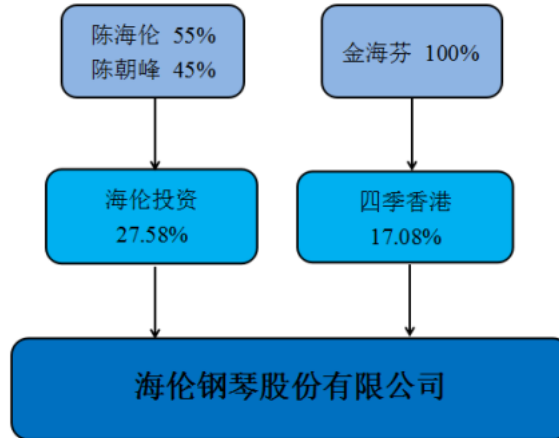 陈海伦 55%
陈朝峰 45%
金海芬 100%
海伦投资
27.58%
四季香港
17.08%
海伦钢琴股份有限公司